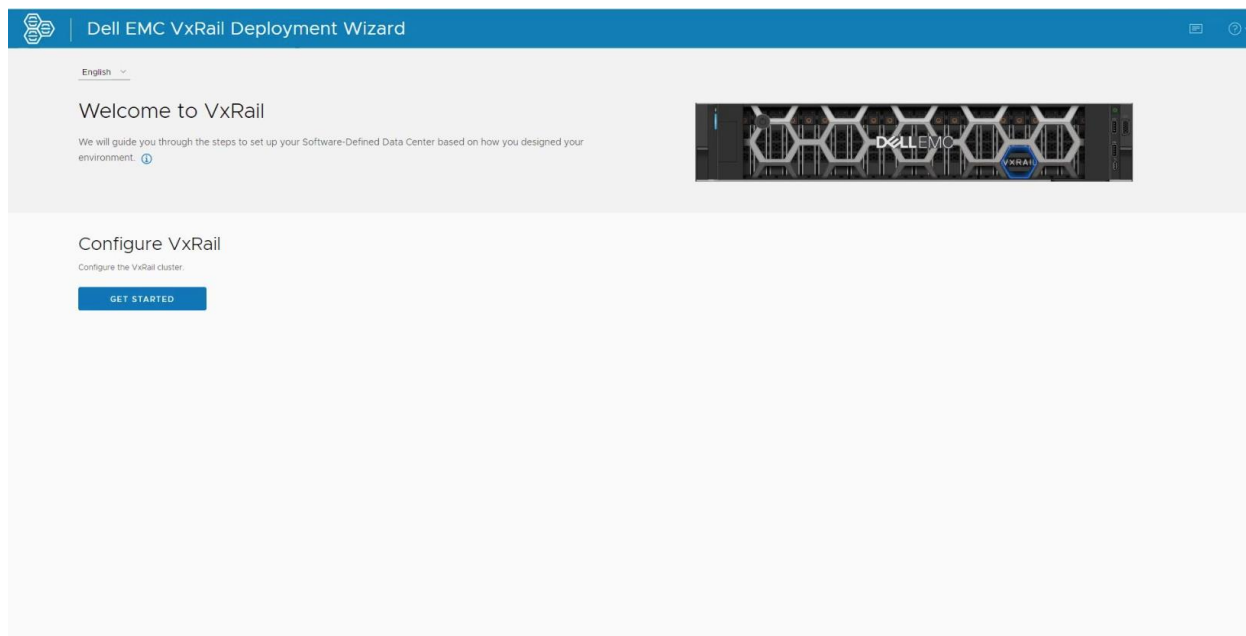 Dell EMC VxRail Deployment Wizard
English
Welcome to VxRail
We will guide you through the steps to set up your Software-Defined Data Center based on how you designed your
environment.
DELLEMC
VXRAIL
Configure VxRail
Configure the VxRail cluster.
GET STARTED